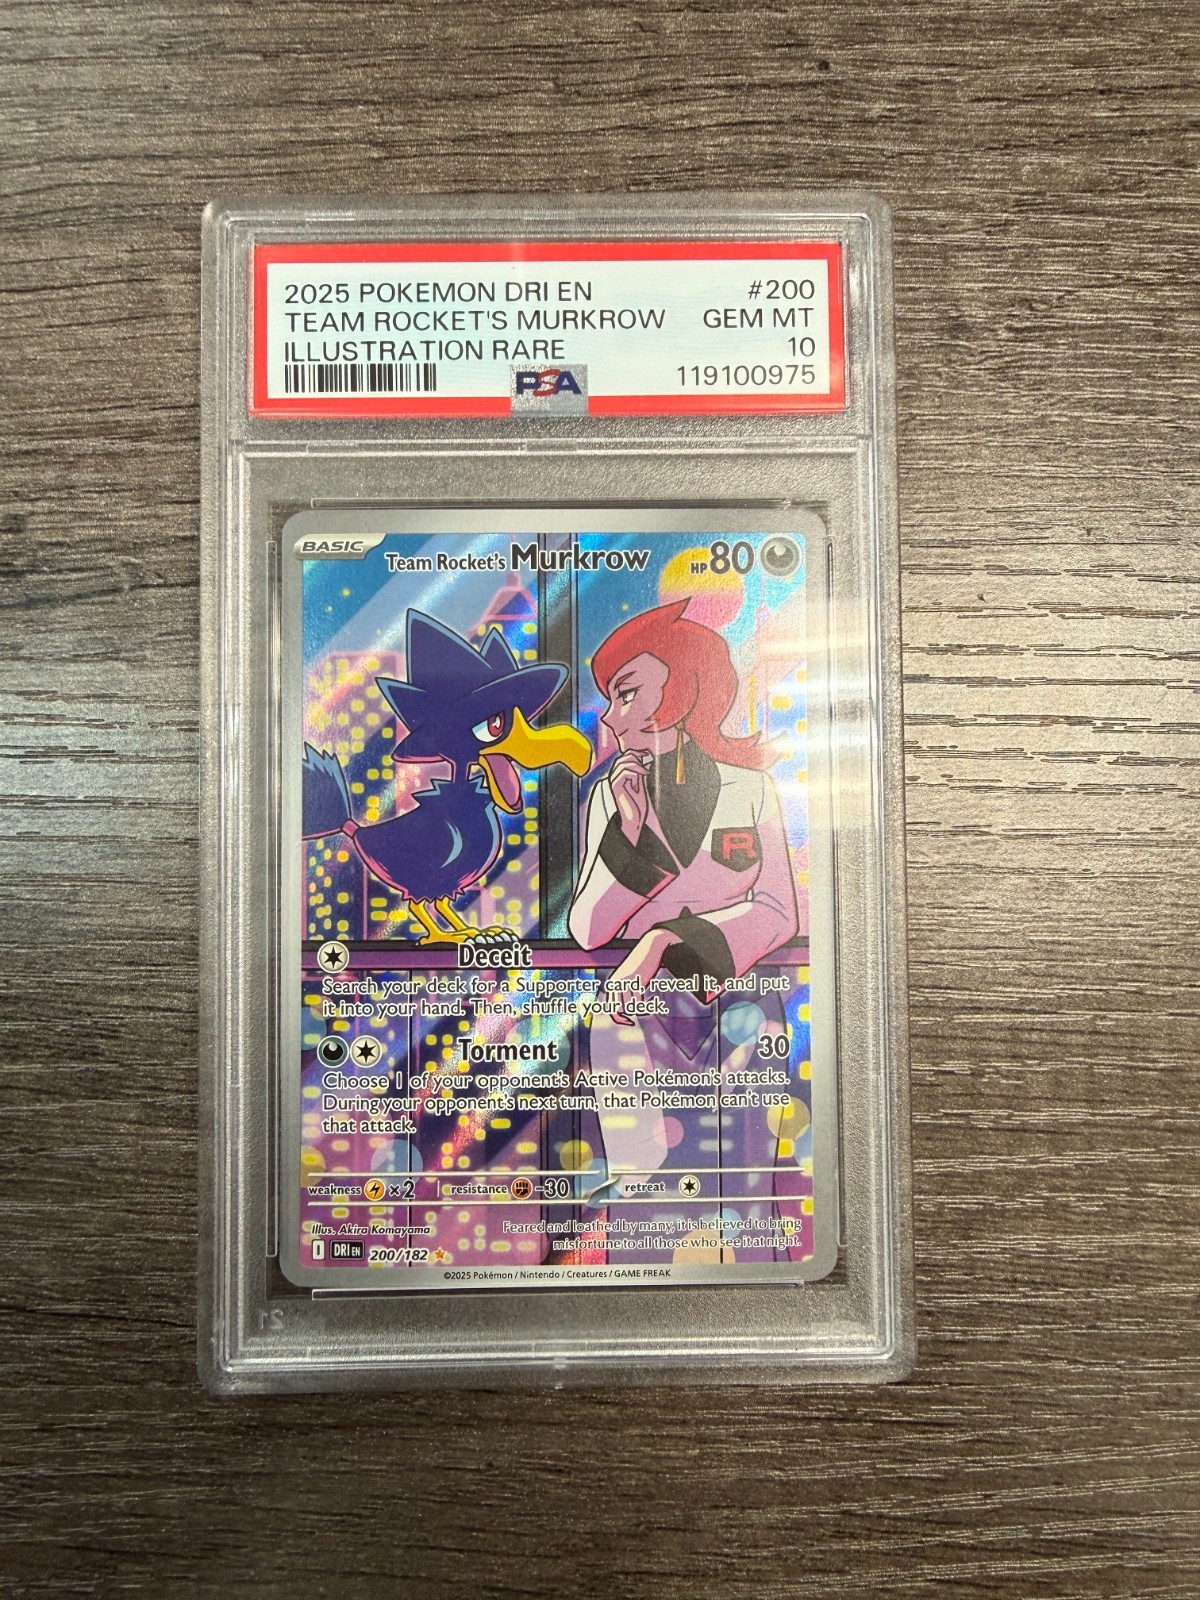 2025 POKEMON DRI EN #200
TEAM ROCKET'S MURKROW GEM MT
ILLUSTRATION RARE 10
PSA 119100975
BASIC Team Rocket's Murkrow HP 80
R
Deceit
Search your deck for a Supporter card, reveal it, and put
it into your hand. Then, shuffle your deck.
Torment 30
Choose 1 of your opponent's Active Pokémon's attacks.
During your opponent's next turn, that Pokémon can't use
that attack.
weakness ×2 resistance -30 retreat
Illus. Akira Komayama
Feared and loathed by many, it is believed to bring
misfortune to all those who see it at night.
I DRI EN 200/182
©2025 Pokémon / Nintendo / Creatures / GAME FREAK